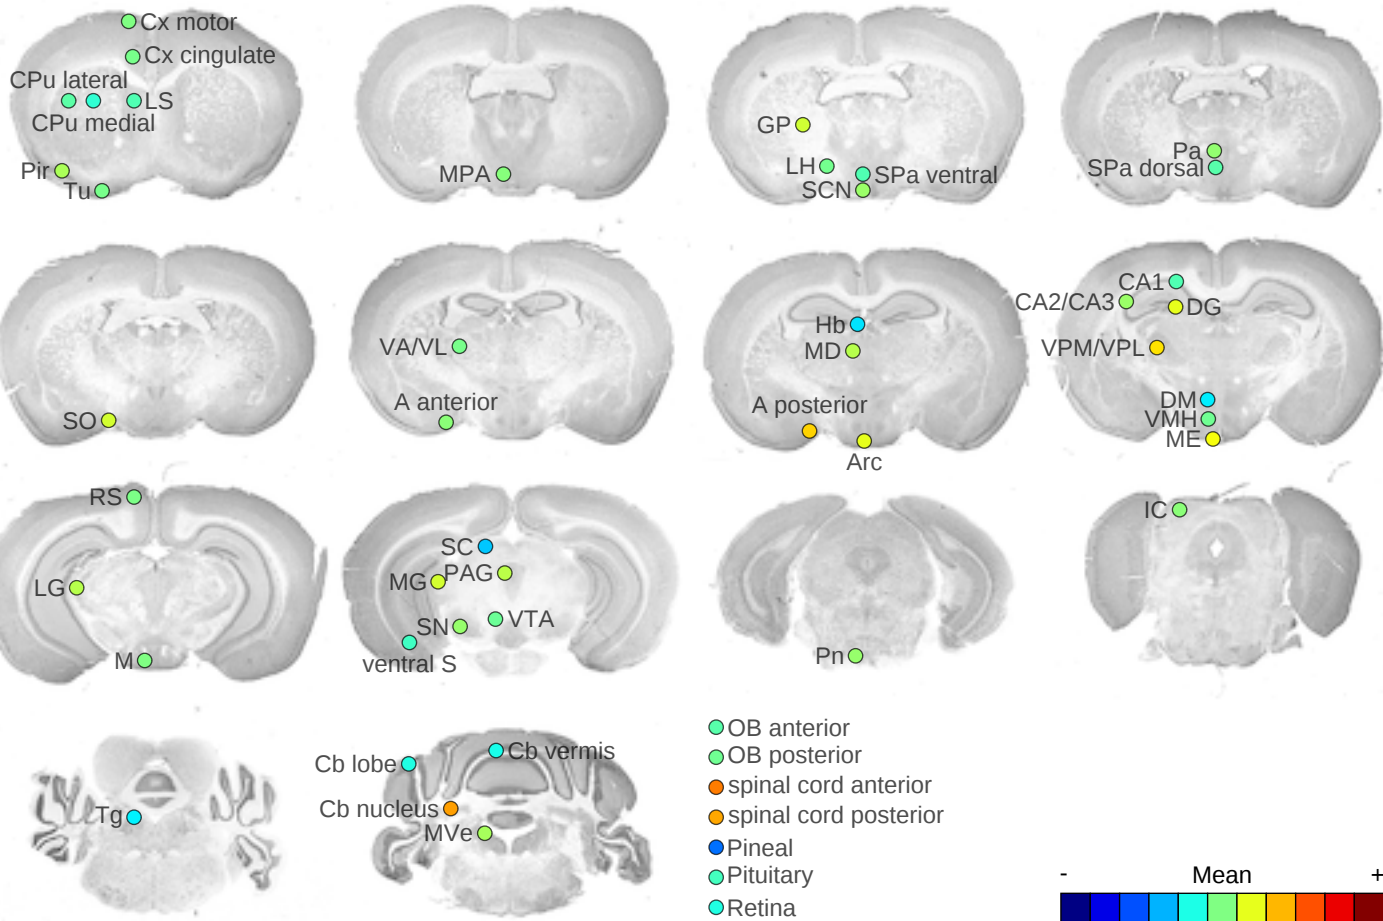 Cx motor
Cx cingulate
CPu lateral
LS
CPu medial
Pir
Tu
MPA
GP
LH
SPa ventral
SCN
Pa
SPa dorsal
SO
VA/VL
A anterior
Hb
MD
A posterior
Arc
CA1
CA2/CA3
DG
VPM/VPL
DM
VMH
ME
RS
LG
M
SC
MG
PAG
SN
VTA
ventral S
Pn
IC
Tg
Cb lobe
Cb vermis
Cb nucleus
MVe
OB anterior
OB posterior
spinal cord anterior
spinal cord posterior
Pineal
Pituitary
Retina
- Mean +